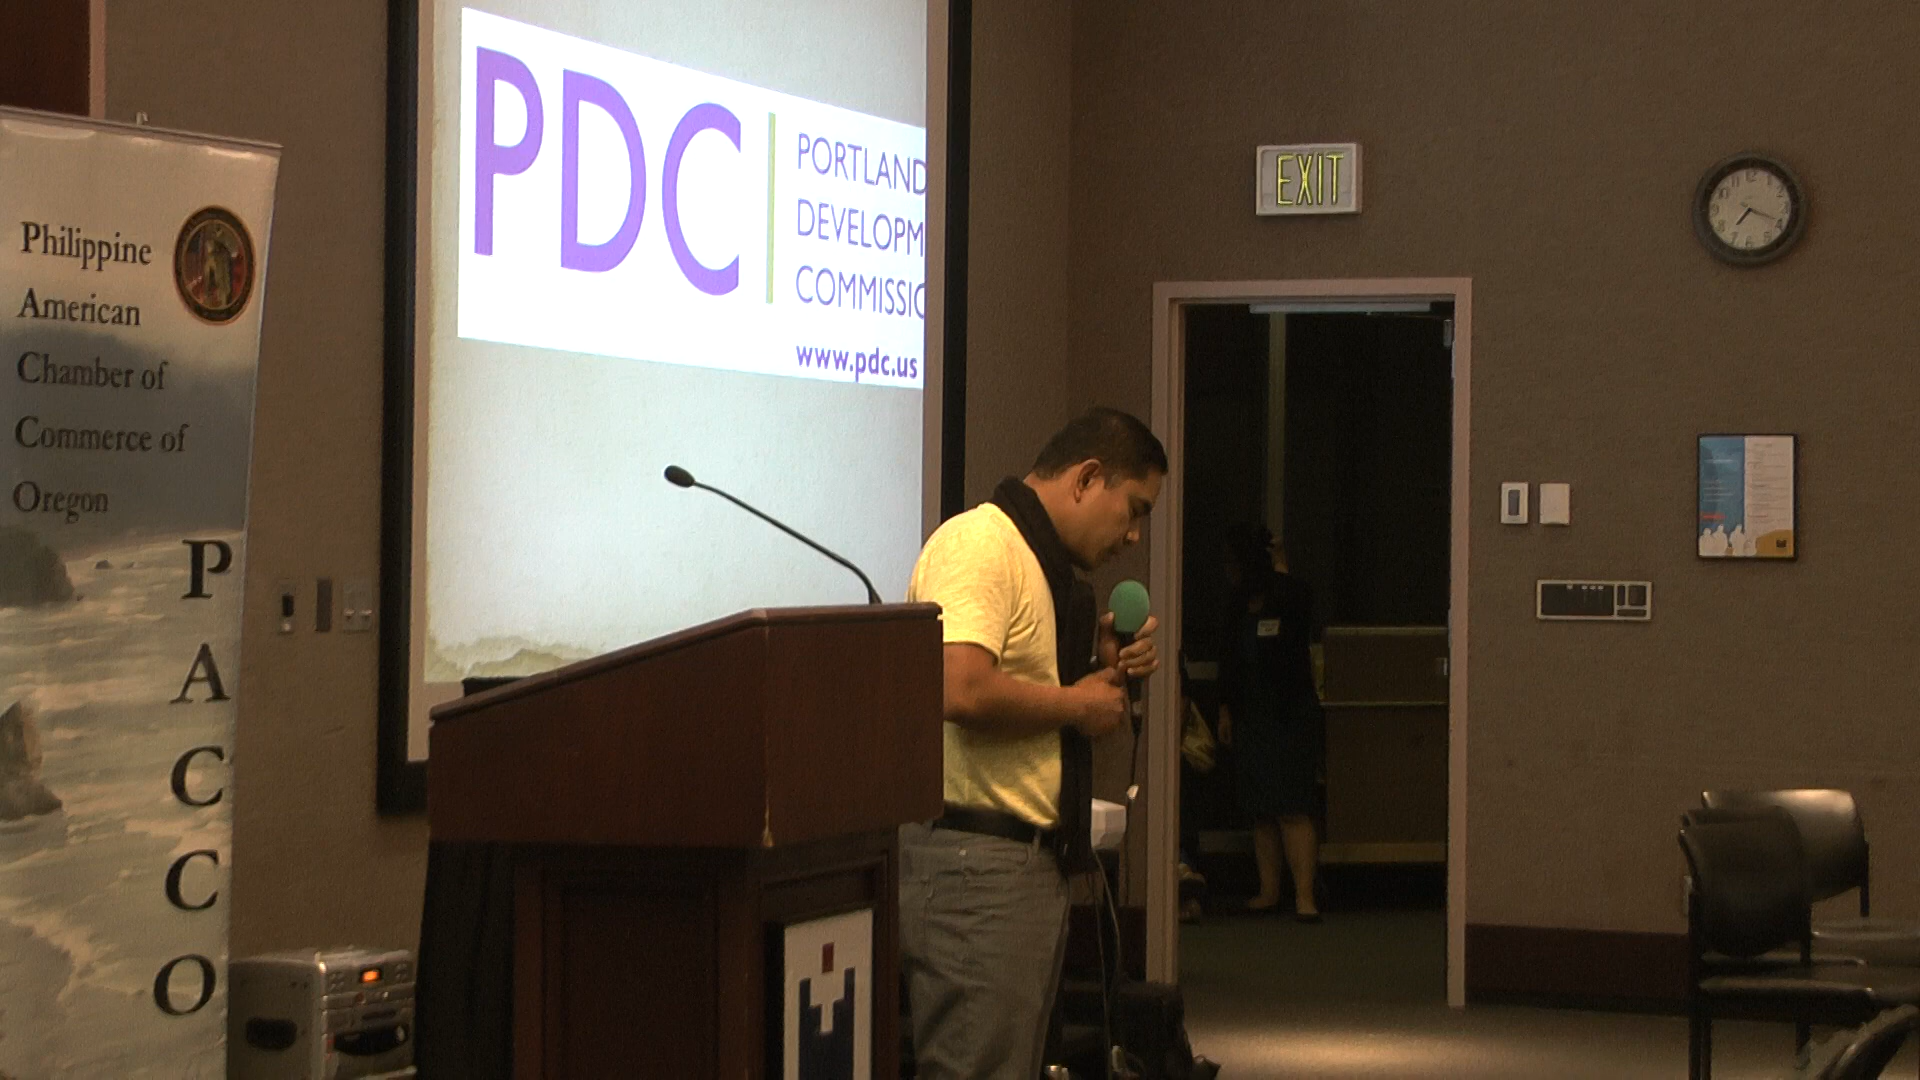 Philippine
American
Chamber of
Commerce of
Oregon
P
A
C
C
O
PDC
PORTLAND
DEVELOPM
COMMISSIO
www.pdc.us
EXIT